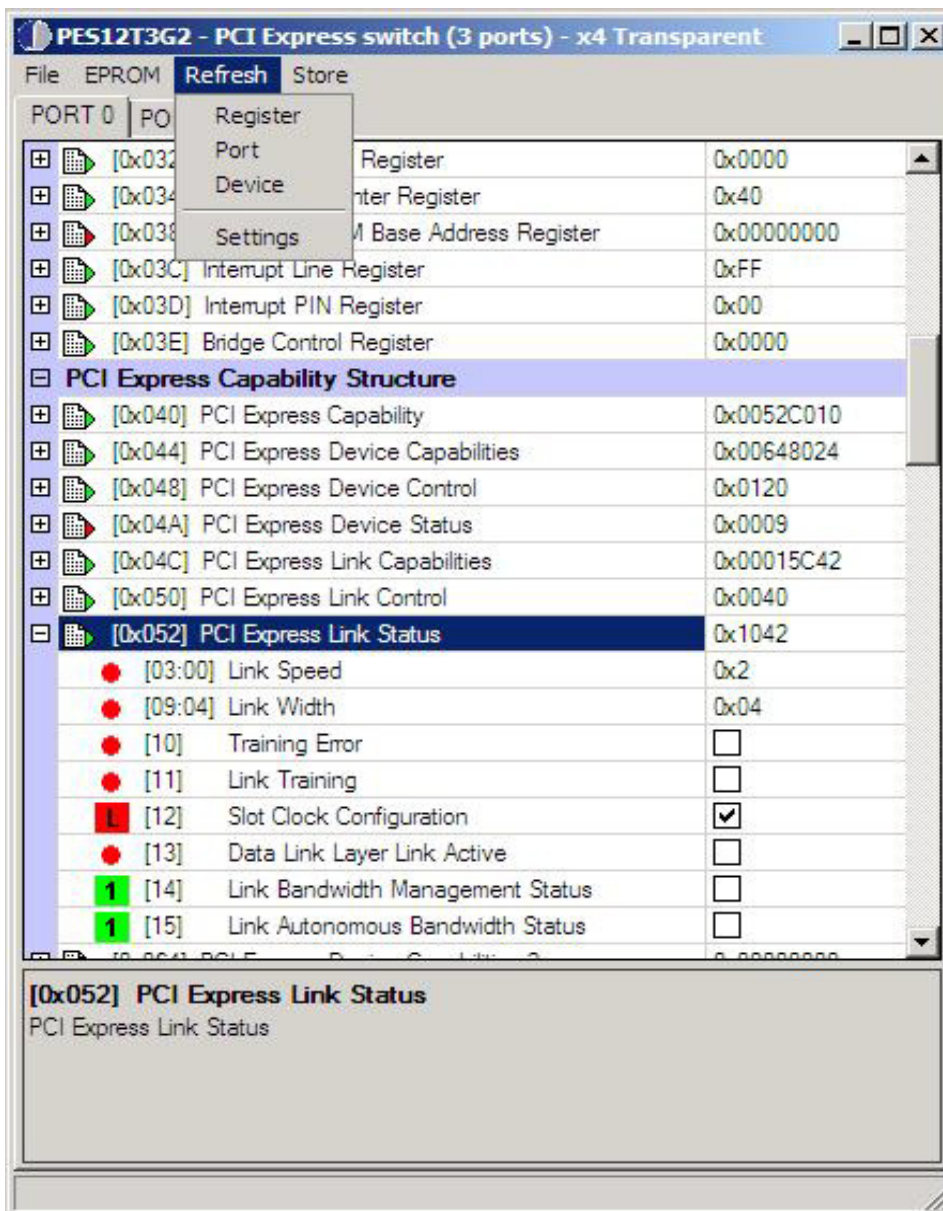 PES12T3G2 - PCI Express switch (3 ports) - x4 Transparent
File EPROM Refresh Store
PORT 0 PO
Register
Port
Device
Settings
[0x032 Register 0x0000
[0x034 nter Register 0x40
[0x038 M Base Address Register 0x00000000
[0x03C] Interrupt Line Register 0xFF
[0x03D] Interrupt PIN Register 0x00
[0x03E] Bridge Control Register 0x0000
PCI Express Capability Structure
[0x040] PCI Express Capability 0x0052C010
[0x044] PCI Express Device Capabilities 0x00648024
[0x048] PCI Express Device Control 0x0120
[0x04A] PCI Express Device Status 0x0009
[0x04C] PCI Express Link Capabilities 0x00015C42
[0x050] PCI Express Link Control 0x0040
[0x052] PCI Express Link Status 0x1042
[03:00] Link Speed 0x2
[09:04] Link Width 0x04
[10] Training Error
[11] Link Training
L [12] Slot Clock Configuration
[13] Data Link Layer Link Active
1 [14] Link Bandwidth Management Status
1 [15] Link Autonomous Bandwidth Status
[0x052] PCI Express Link Status
PCI Express Link Status